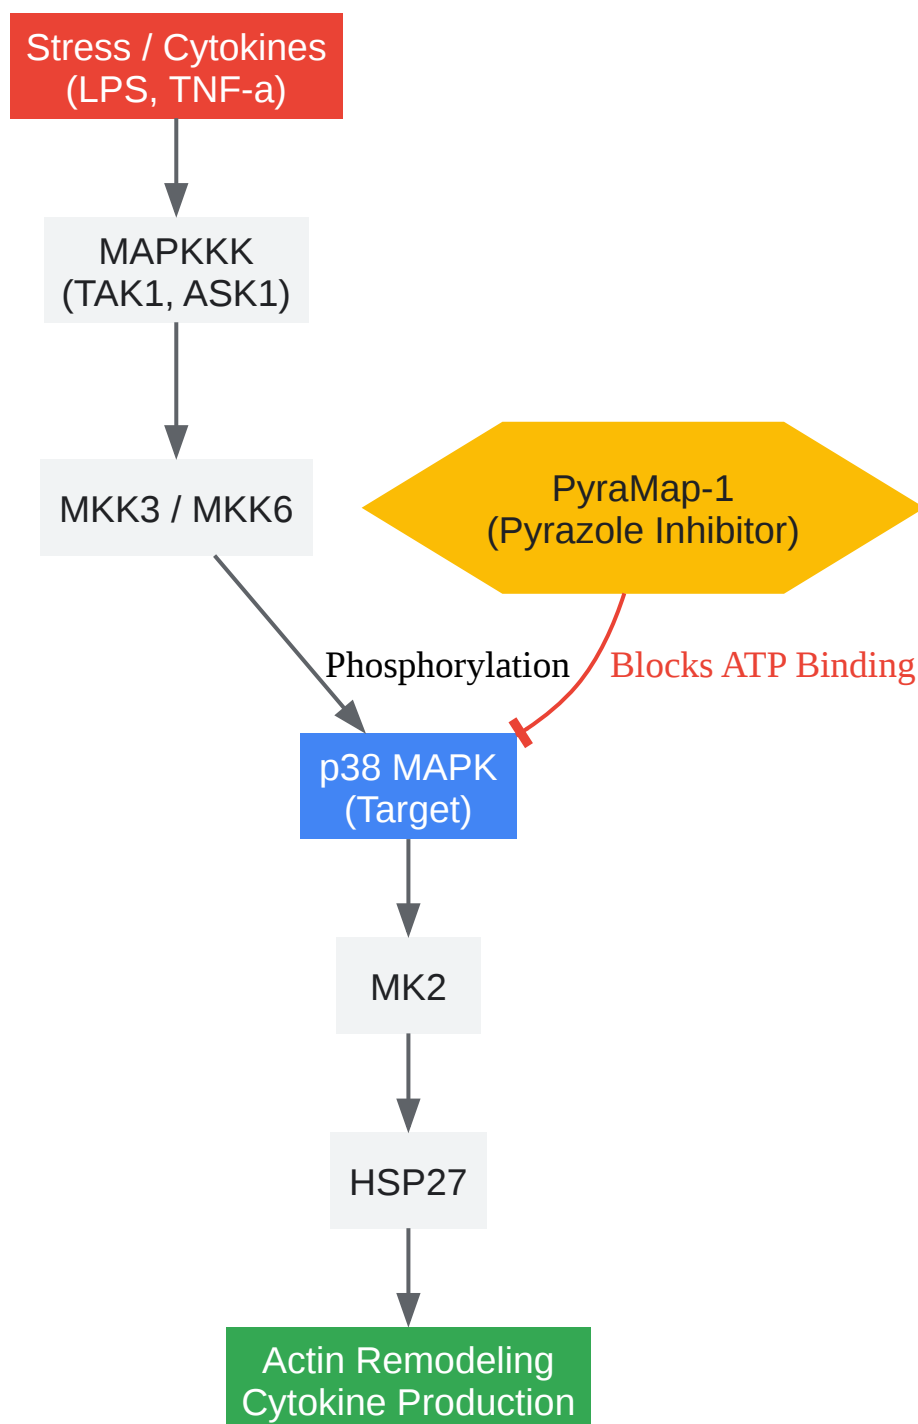 Stress / Cytokines
(LPS, TNF-a)
MAPKKK
(TAK1, ASK1)
MKK3 / MKK6
PyraMap-1
(Pyrazole Inhibitor)
Phosphorylation
Blocks ATP Binding
p38 MAPK
(Target)
MK2
HSP27
Actin Remodeling
Cytokine Production